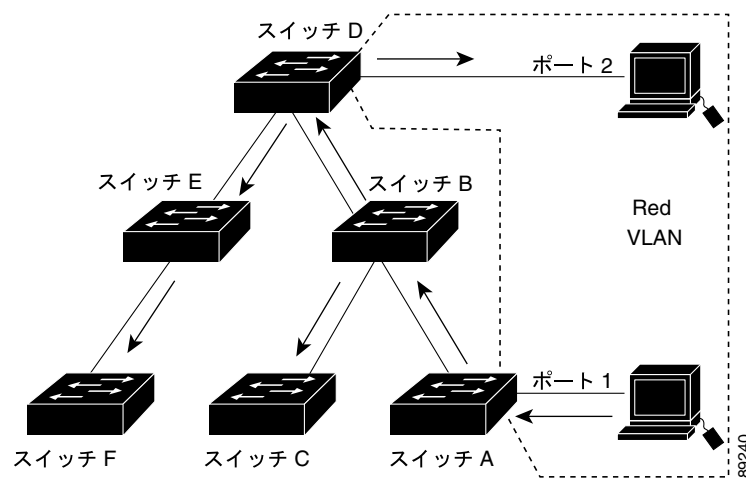 スイッチ D
ポート 2
スイッチ E
スイッチ B
Red
VLAN
ポート 1
スイッチ F
スイッチ C
スイッチ A
89240